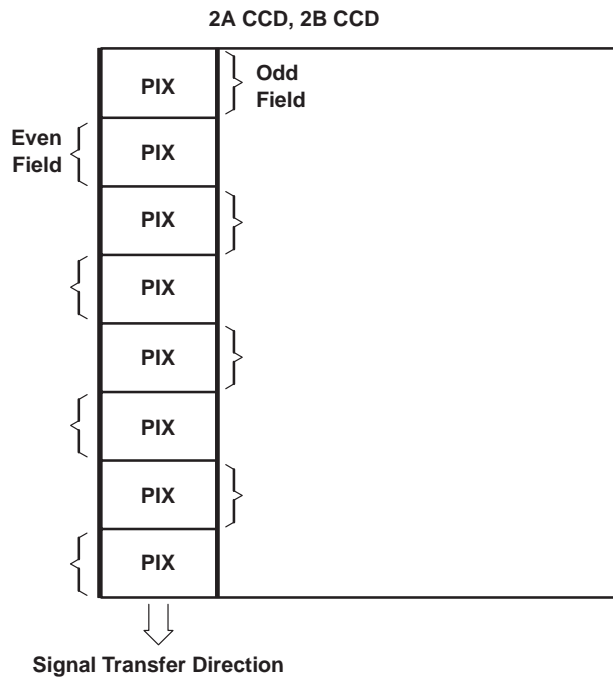 2A CCD, 2B CCD
PIX
Odd
Field
Even
Field
PIX
PIX
PIX
PIX
PIX
PIX
PIX
Signal Transfer Direction